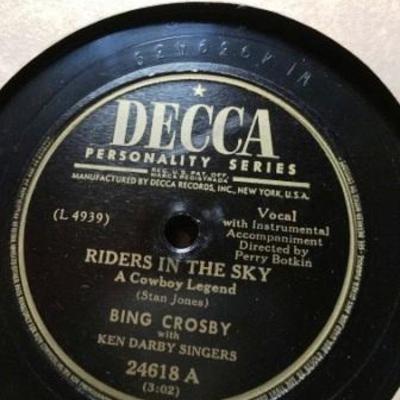 DECCA
PERSONALITY SERIES
REG. U.S. PAT. OFF.
MARCA REGISTRADA
MANUFACTURED BY DECCA RECORDS, INC., NEW YORK, U.S.A.
(L 4939)
Vocal
with Instrumental
Accompaniment
Directed by
Perry Botkin
RIDERS IN THE SKY
A Cowboy Legend
(Stan Jones)
BING CROSBY
with
KEN DARBY SINGERS
24618 A
(3:02)